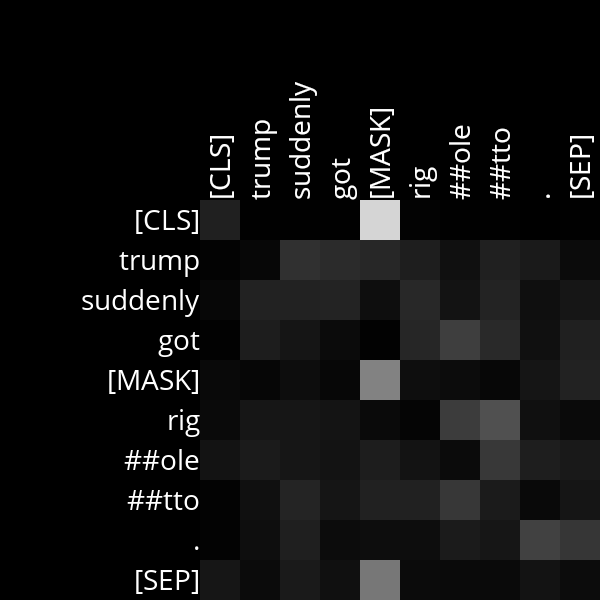 [CLS] trump suddenly got [MASK] rig ##ole ##tto . [SEP]
[CLS]
trump
suddenly
got
[MASK]
rig
##ole
##tto
.
[SEP]